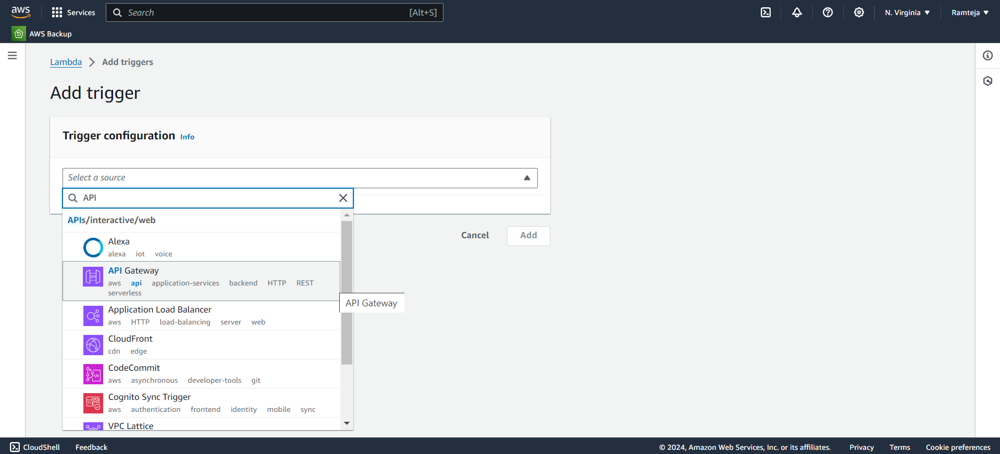 aws Services Search [Alt+S] N. Virginia Ramteja
AWS Backup
Lambda Add triggers
Add trigger
Trigger configuration Info
Select a source
API
APIs/interactive/web
Alexa
alexa iot voice
API Gateway
aws api application-services backend HTTP REST
serverless
API Gateway
Application Load Balancer
aws HTTP load-balancing server web
CloudFront
cdn edge
CodeCommit
aws asynchronous developer-tools git
Cognito Sync Trigger
aws authentication frontend identity mobile sync
VPC Lattice
Cancel Add
CloudShell Feedback © 2024, Amazon Web Services, Inc. or its affiliates. Privacy Terms Cookie preferences